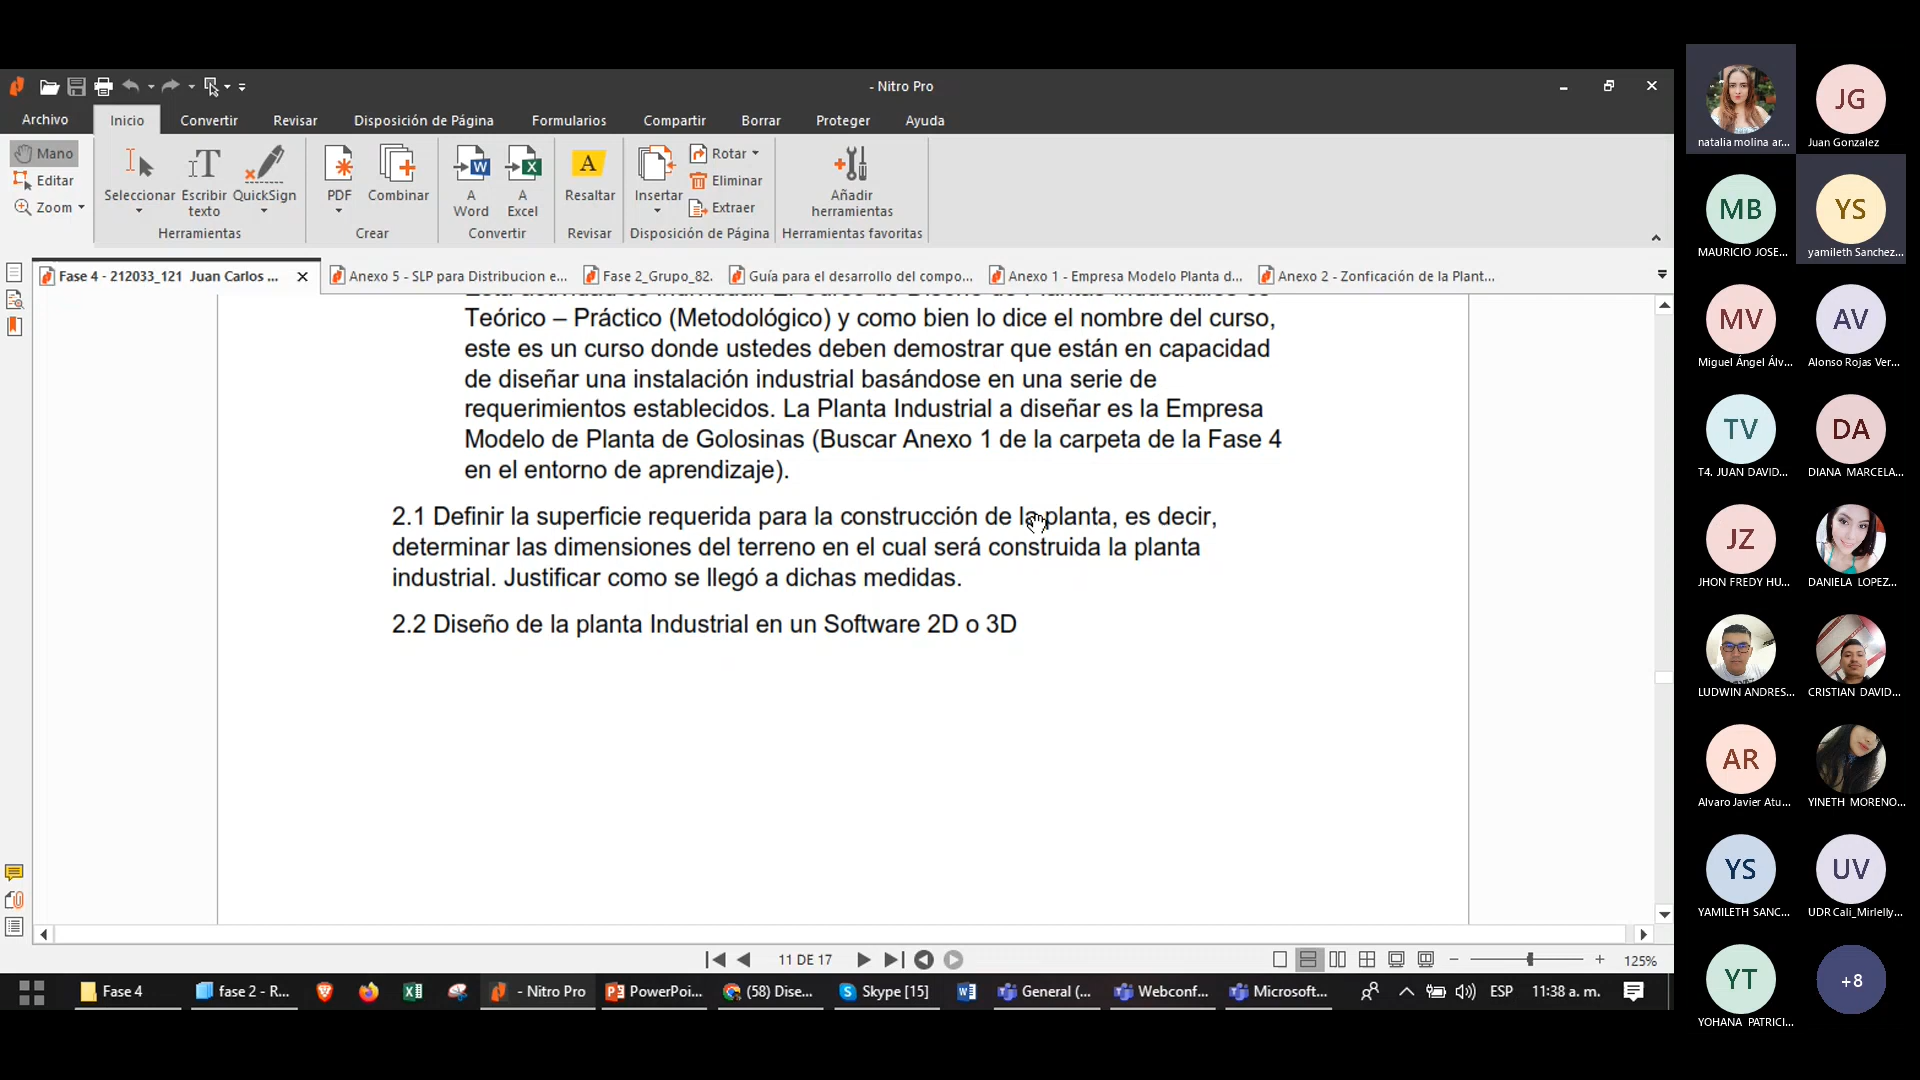 - Nitro Pro
Archivo Inicio Convertir Revisar Disposición de Página Formularios Compartir Borrar Proteger Ayuda
Mano
Editar
Zoom
Seleccionar
Escribir
texto
QuickSign
Herramientas
PDF
Combinar
Crear
A
Word
A
Excel
Convertir
Resaltar
Revisar
Insertar
Rotar
Eliminar
Extraer
Disposición de Página
Añadir
herramientas
Herramientas favoritas
Fase 4 - 212033_121 Juan Carlos ...
Anexo 5 - SLP para Distribucion e...
Fase 2_Grupo_82.
Guía para el desarrollo del compo...
Anexo 1 - Empresa Modelo Planta d...
Anexo 2 - Zonficación de la Plant...
Teórico – Práctico (Metodológico) y como bien lo dice el nombre del curso,
este es un curso donde ustedes deben demostrar que están en capacidad
de diseñar una instalación industrial basándose en una serie de
requerimientos establecidos. La Planta Industrial a diseñar es la Empresa
Modelo de Planta de Golosinas (Buscar Anexo 1 de la carpeta de la Fase 4
en el entorno de aprendizaje).
2.1 Definir la superficie requerida para la construcción de la planta, es decir,
determinar las dimensiones del terreno en el cual será construida la planta
industrial. Justificar como se llegó a dichas medidas.
2.2 Diseño de la planta Industrial en un Software 2D o 3D
11 DE 17
125%
Fase 4
fase 2 - R...
- Nitro Pro
PowerPoi...
(58) Dise...
Skype [15]
General (...
Webconf...
Microsoft...
ESP
11:38 a. m.
natalia molina ar...
JG
Juan Gonzalez
MB
MAURICIO JOSE...
YS
yamileth Sanchez...
MV
Miguel Ángel Álv...
AV
Alonso Rojas Ver...
TV
T4. JUAN DAVID...
DA
DIANA MARCELA...
JZ
JHON FREDY HU...
DANIELA LOPEZ...
LUDWIN ANDRES...
CRISTIAN DAVID...
AR
Alvaro Javier Atu...
YINETH MORENO...
YS
YAMILETH SANC...
UV
UDR Cali_Mirlelly...
YT
YOHANA PATRICI...
+8